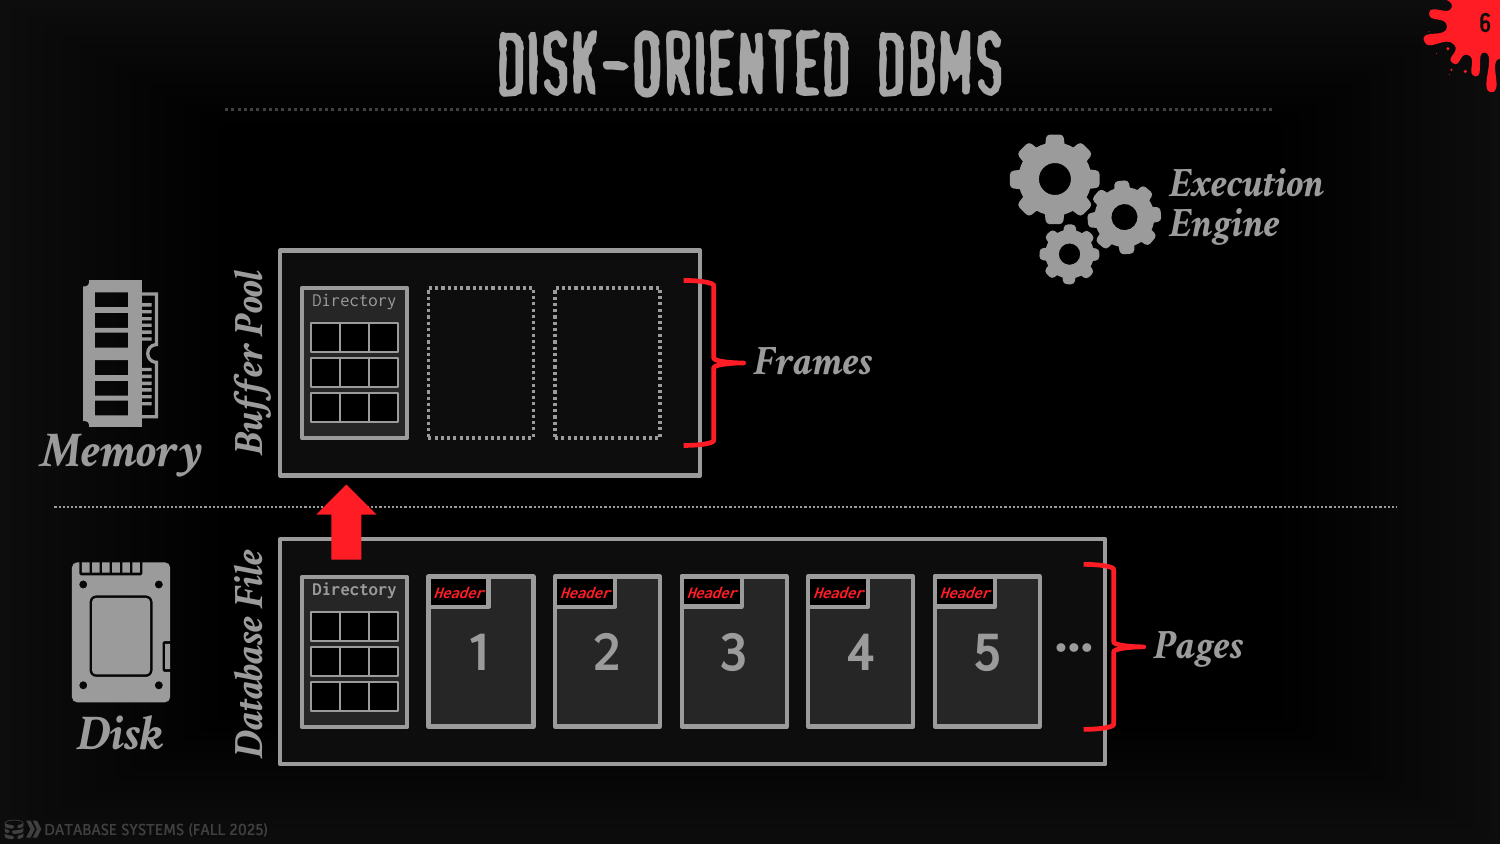 6
DISK-ORIENTED DBMS
Execution
Engine
Buffer Pool
Directory
Frames
Memory
Database File
Directory
Header
Header
Header
Header
Header
1
2
3
4
5
...
Pages
Disk
DATABASE SYSTEMS (FALL 2025)